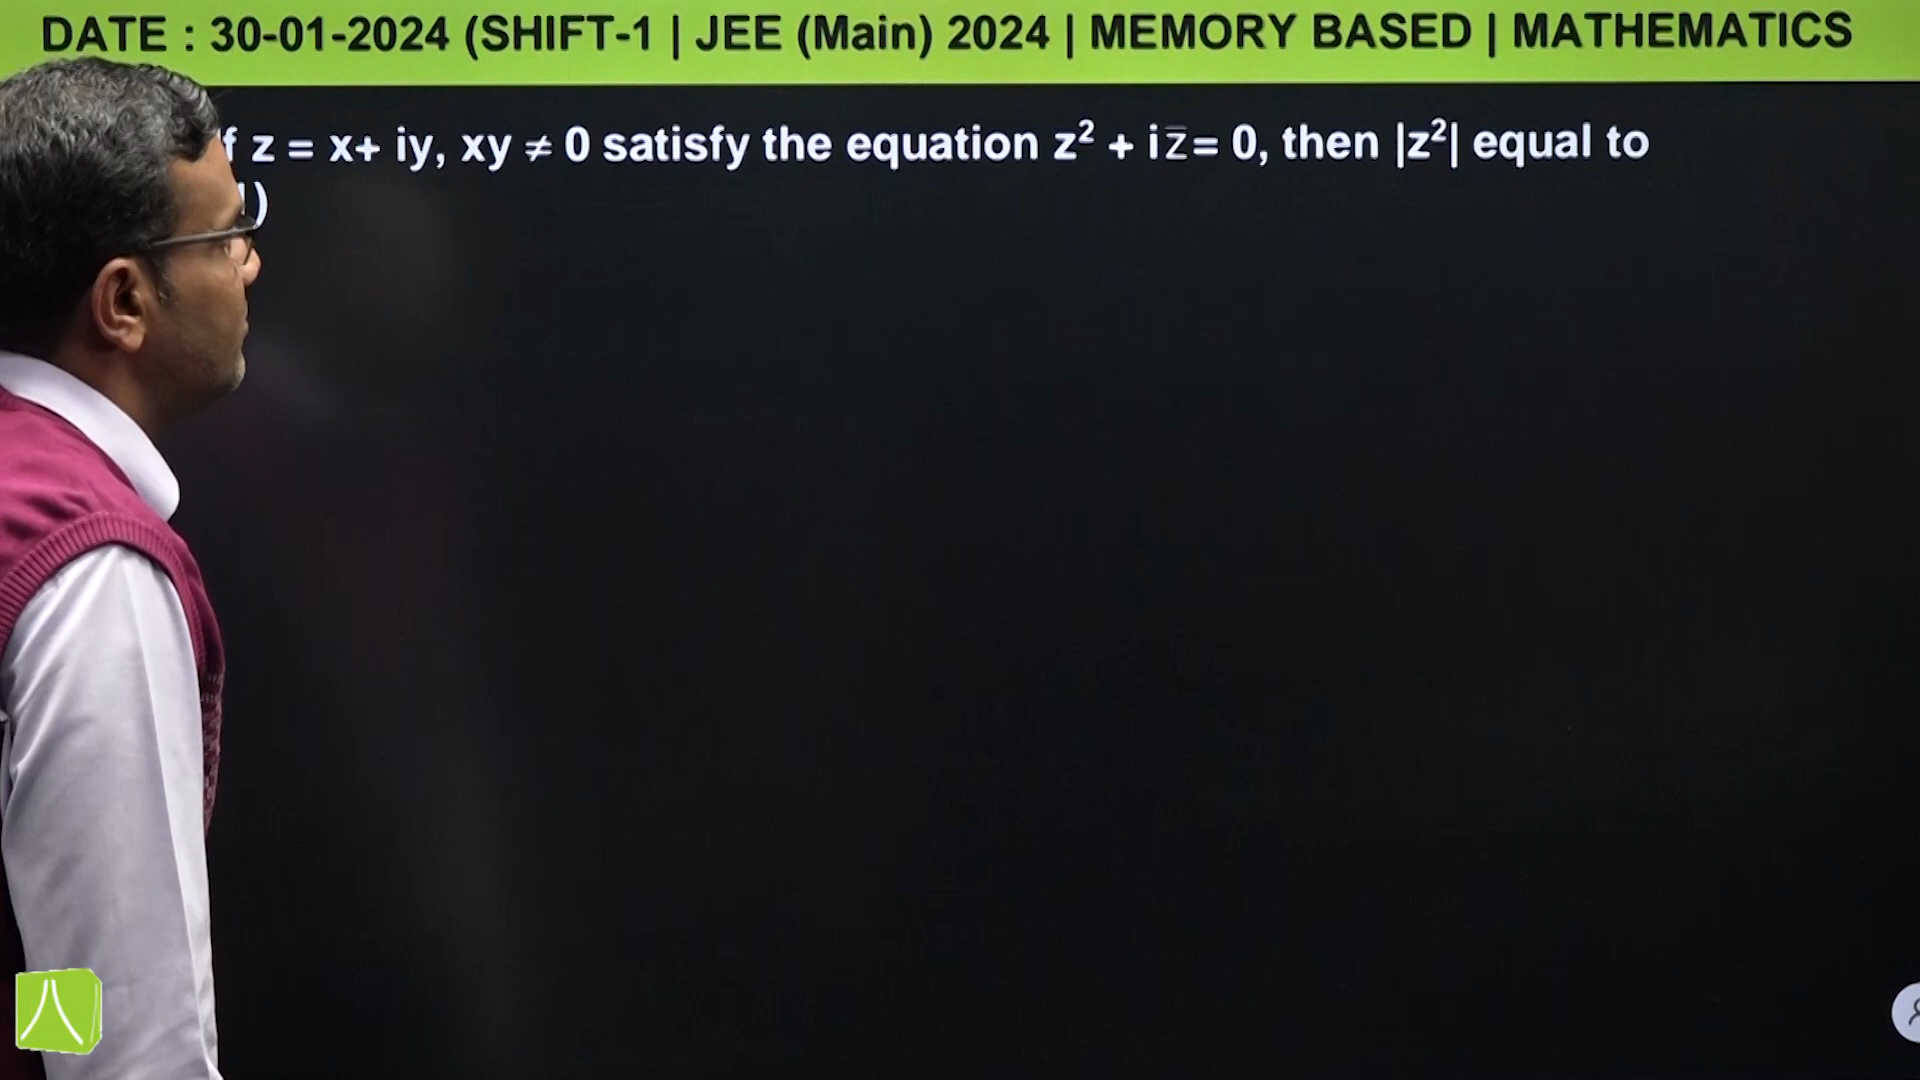 DATE : 30-01-2024 (SHIFT-1 | JEE (Main) 2024 | MEMORY BASED | MATHEMATICS
f z = x+ iy, xy ≠ 0 satisfy the equation z² + i z̅ = 0, then |z²| equal to
)